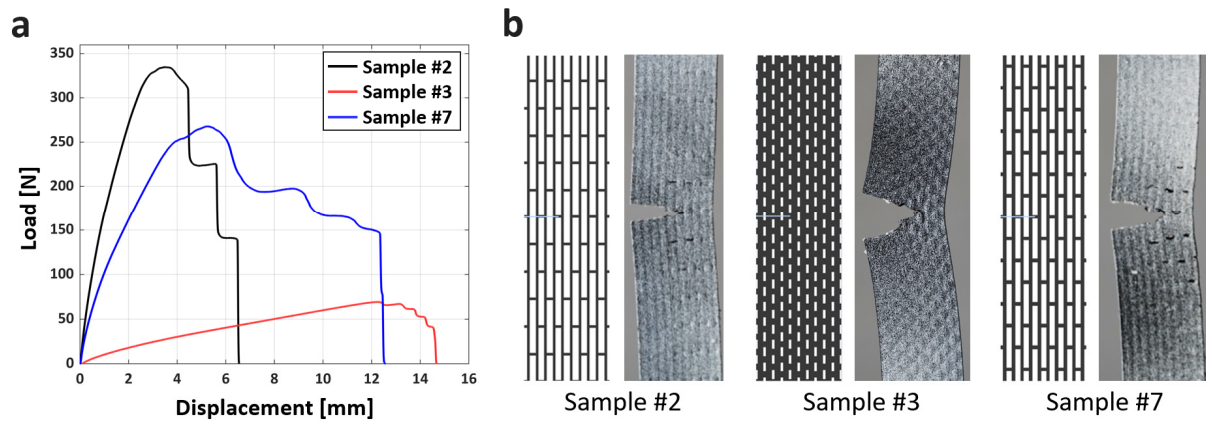 a
350
300
250
200
150
100
50
0
Load [N]
Sample #2
Sample #3
Sample #7
0 2 4 6 8 10 12 14 16
Displacement [mm]
b
Sample #2 Sample #3 Sample #7